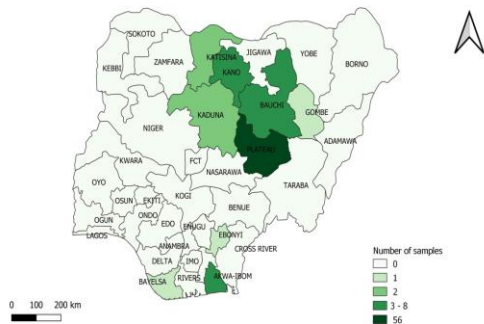 SOKOTO
KATISINA
JIGAWA
YOBE
BORNO
KEBBI
ZAMFARA
KANO
KADUNA
BAUCHI
GOMBE
NIGER
ADAMAWA
PLATEAU
FCT
KWARA
NASARAWA
TARABA
OYO
KOGI
OSUN
EKITI
BENUE
OGUN
ONDO
EDO
ENUGU
EBONYI
LAGOS
ANAMBRA
CROSS RIVER
DELTA
IMO
BAYELSA
RIVERS
AKWA-IBOM
Number of samples
0
1
2
3 - 8
56
0 100 200 km